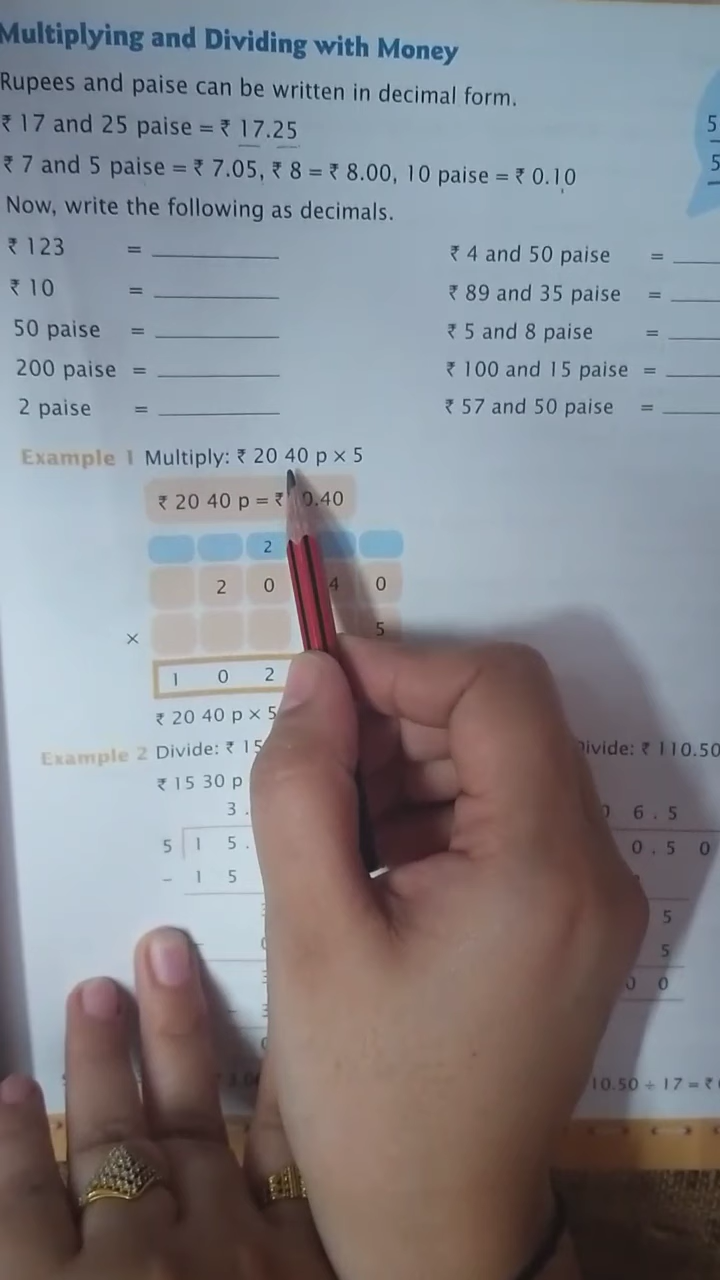 Multiplying and Dividing with Money
Rupees and paise can be written in decimal form.
₹ 17 and 25 paise = ₹ 17.25
₹ 7 and 5 paise = ₹ 7.05, ₹ 8 = ₹ 8.00, 10 paise = ₹ 0.10
5
5
Now, write the following as decimals.
₹ 123 = ₹ 4 and 50 paise =
₹ 10 = ₹ 89 and 35 paise =
50 paise = ₹ 5 and 8 paise =
200 paise = ₹ 100 and 15 paise =
2 paise = ₹ 57 and 50 paise =
Example 1 Multiply: ₹ 20 40 p × 5
₹ 20 40 p = ₹ 0.40
2
2 0 4 0
× 5
1 0 2
₹ 20 40 p × 5
Example 2 Divide: ₹ 15 Divide: ₹ 110.50
₹ 15 30 p
3. 6 . 5
5 1 5 . 0 . 5 0
- 1 5
5
5
0
10.50 ÷ 17 = ₹